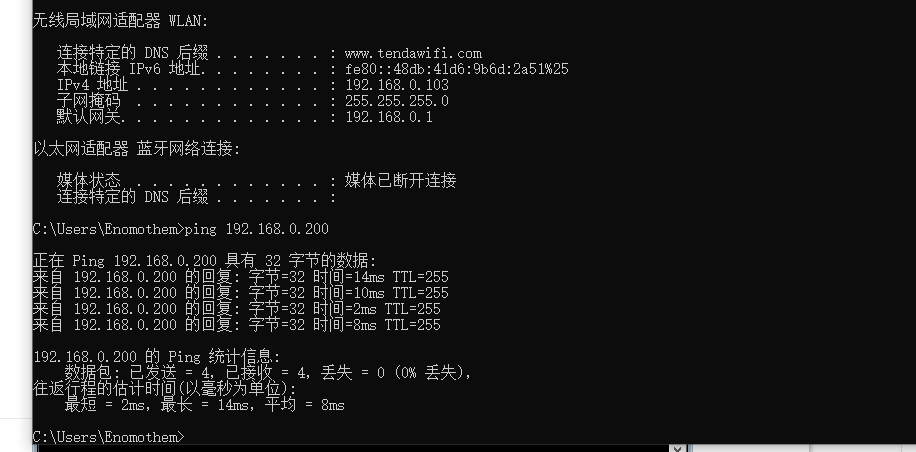 无线局域网适配器 WLAN:
连接特定的 DNS 后缀 . . . . . . . : www.tendawifi.com
本地链接 IPv6 地址. . . . . . . . : fe80::48db:41d6:9b6d:2a51%25
IPv4 地址 . . . . . . . . . . . . : 192.168.0.103
子网掩码 . . . . . . . . . . . . : 255.255.255.0
默认网关. . . . . . . . . . . . . : 192.168.0.1
以太网适配器 蓝牙网络连接:
媒体状态 . . . . . . . . . . . . : 媒体已断开连接
连接特定的 DNS 后缀 . . . . . . . :
C:\Users\Enomothem>ping 192.168.0.200
正在 Ping 192.168.0.200 具有 32 字节的数据:
来自 192.168.0.200 的回复: 字节=32 时间=14ms TTL=255
来自 192.168.0.200 的回复: 字节=32 时间=10ms TTL=255
来自 192.168.0.200 的回复: 字节=32 时间=2ms TTL=255
来自 192.168.0.200 的回复: 字节=32 时间=8ms TTL=255
192.168.0.200 的 Ping 统计信息:
数据包: 已发送 = 4, 已接收 = 4, 丢失 = 0 (0% 丢失),
往返行程的估计时间(以毫秒为单位):
最短 = 2ms, 最长 = 14ms, 平均 = 8ms
C:\Users\Enomothem>